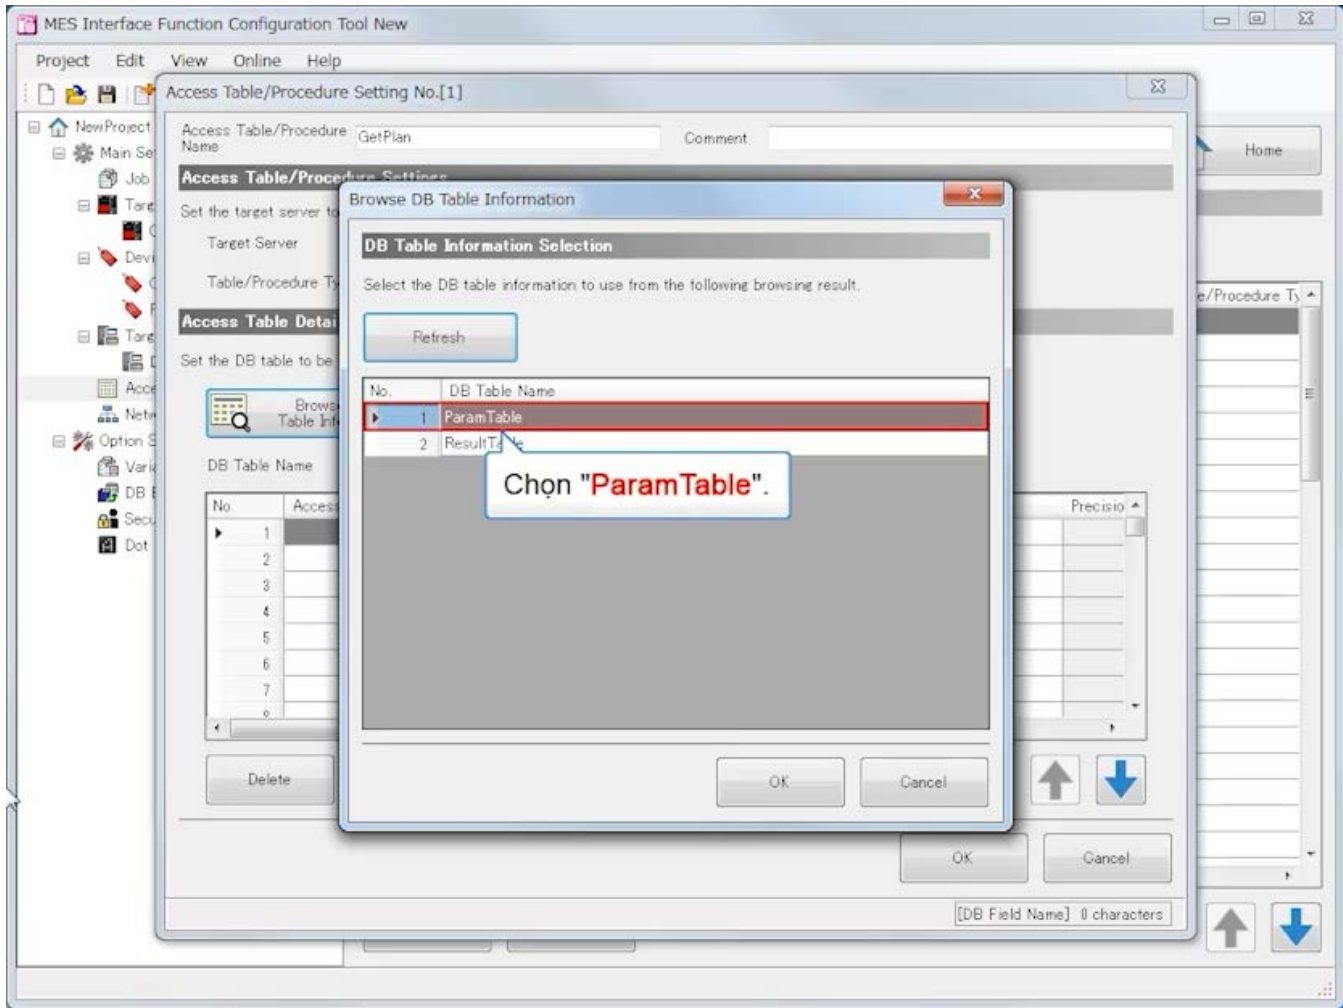 MES Interface Function Configuration Tool New
Project Edit View Online Help
Access Table/Procedure Setting No.[1]
NewProject
Main Se
Job
Targ
Devi
Targ
Acce
Netw
Option S
Varia
DB B
Secu
Dot
Access Table/Procedure Name GetPlan Comment
Home
Access Table/Procedure Settings
Set the target server to
Target Server
Table/Procedure Ty
Access Table Detai
Set the DB table to be
Brows
Table Inf
DB Table Name
No. Access
1
2
3
4
5
6
7
Precisio
e/Procedure Ty
Delete
Browse DB Table Information
DB Table Information Selection
Select the DB table information to use from the following browsing result.
Refresh
No. DB Table Name
1 ParamTable
2 ResultTable
Chọn "ParamTable".
OK Cancel
OK Cancel
[DB Field Name] 0 characters